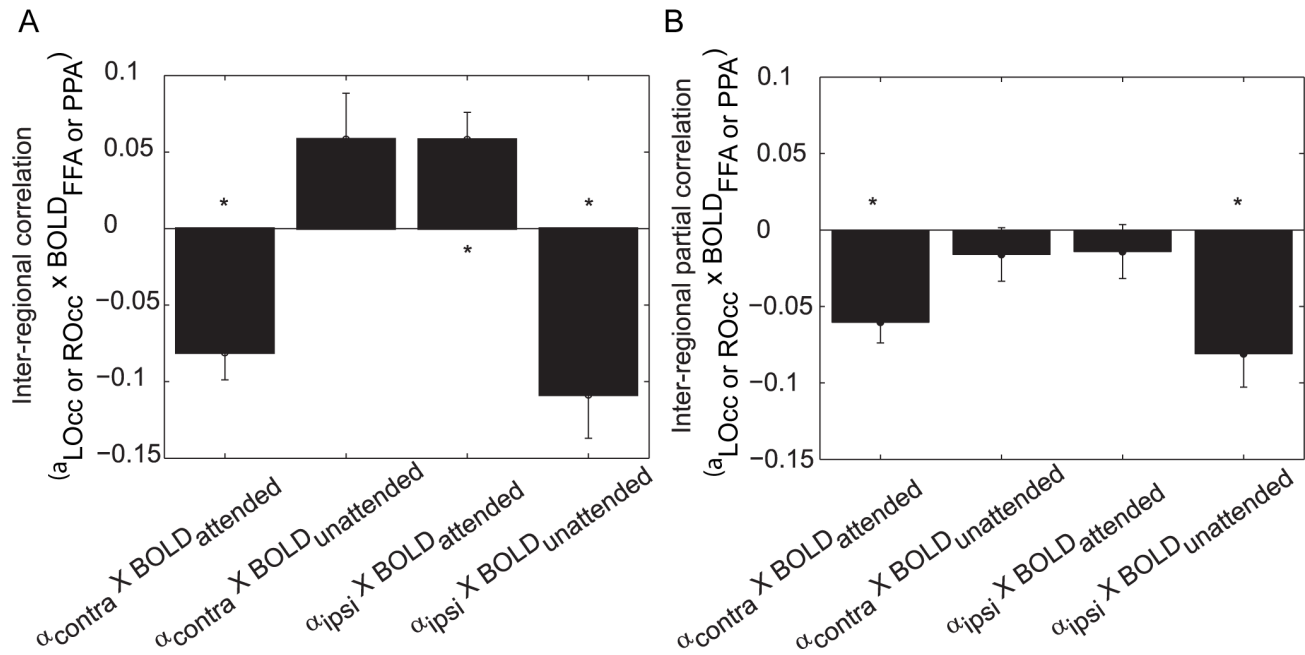 A
Inter-regional correlation
(aLOcc or ROcc x BOLDFFA or PPA)
0.1
0.05
0
−0.05
−0.1
−0.15
*
*
*
αcontra X BOLDattended
αcontra X BOLDunattended
αipsi X BOLDattended
αipsi X BOLDunattended
B
Inter-regional partial correlation
(aLOcc or ROcc x BOLDFFA or PPA)
0.1
0.05
0
−0.05
−0.1
−0.15
*
*
αcontra X BOLDattended
αcontra X BOLDunattended
αipsi X BOLDattended
αipsi X BOLDunattended